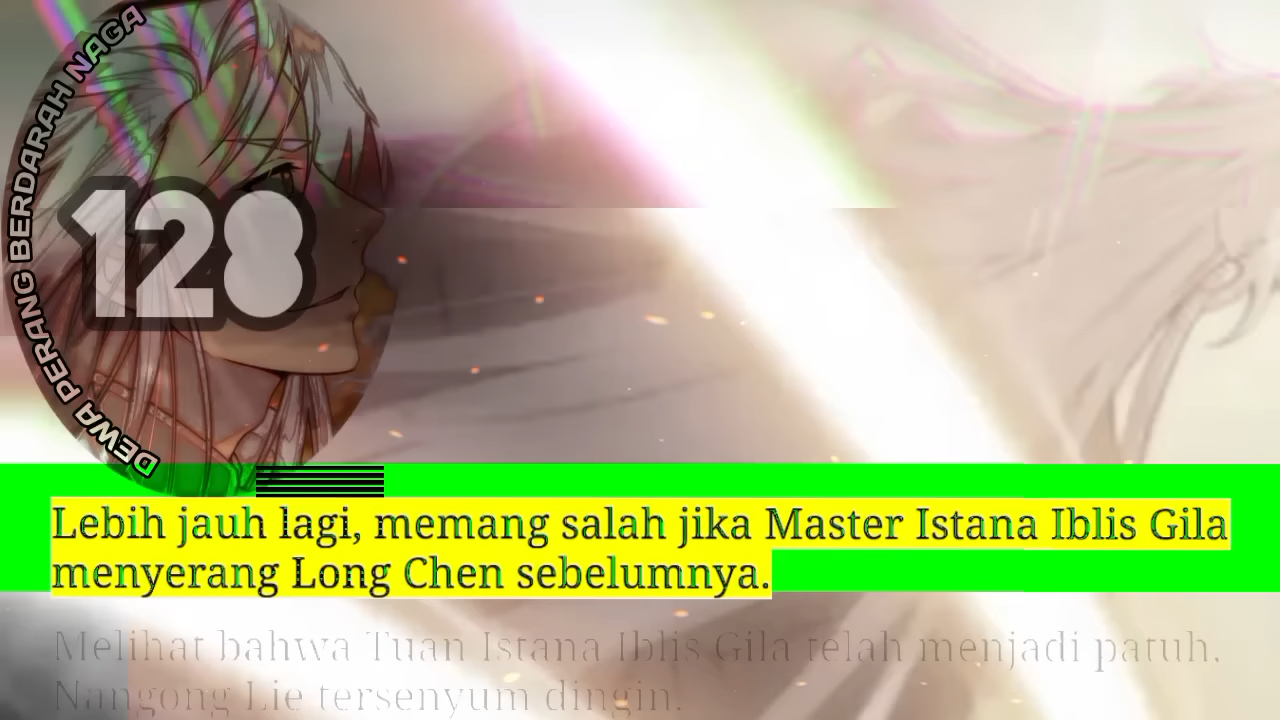 DEWA PERANG BERDARAH NAGA
128
Lebih jauh lagi, memang salah jika Master Istana Iblis Gila
menyerang Long Chen sebelumnya.
Melihat bahwa Tuan Istana Iblis Gila telah menjadi patuh,
Nangong Lie tersenyum dingin.